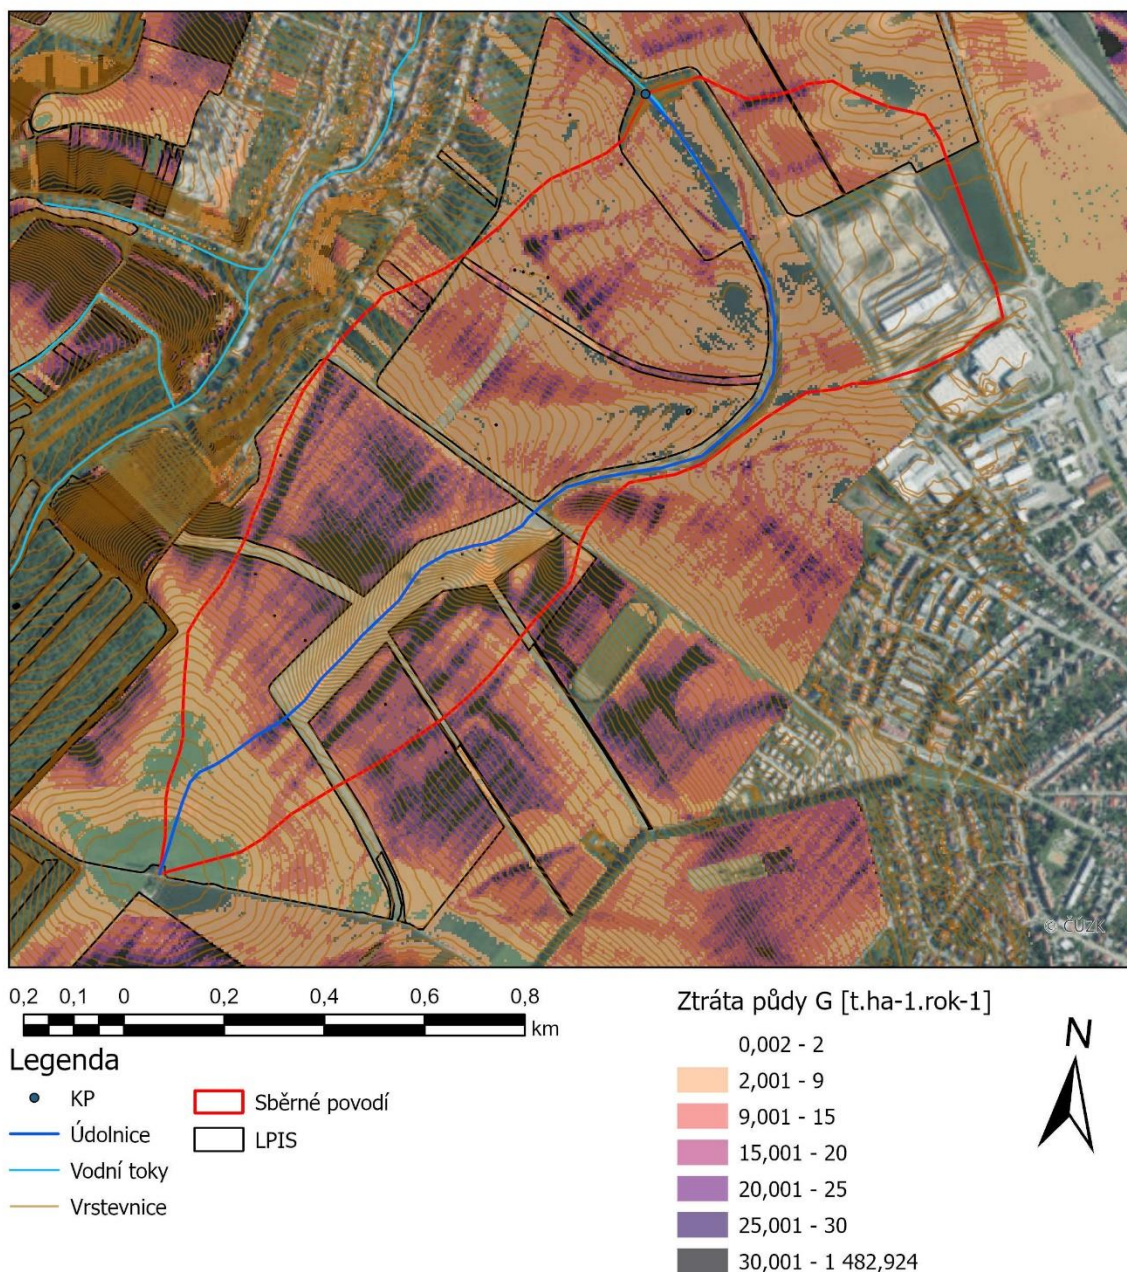 © ČÚZK
0,2 0,1 0 0,2 0,4 0,6 0,8
km
Legenda
KP
Údolnice
Vodní toky
Vrstevnice
Sběrné povodí
LPIS
Ztráta půdy G [t.ha-1.rok-1]
0,002 - 2
2,001 - 9
9,001 - 15
15,001 - 20
20,001 - 25
25,001 - 30
30,001 - 1 482,924
N